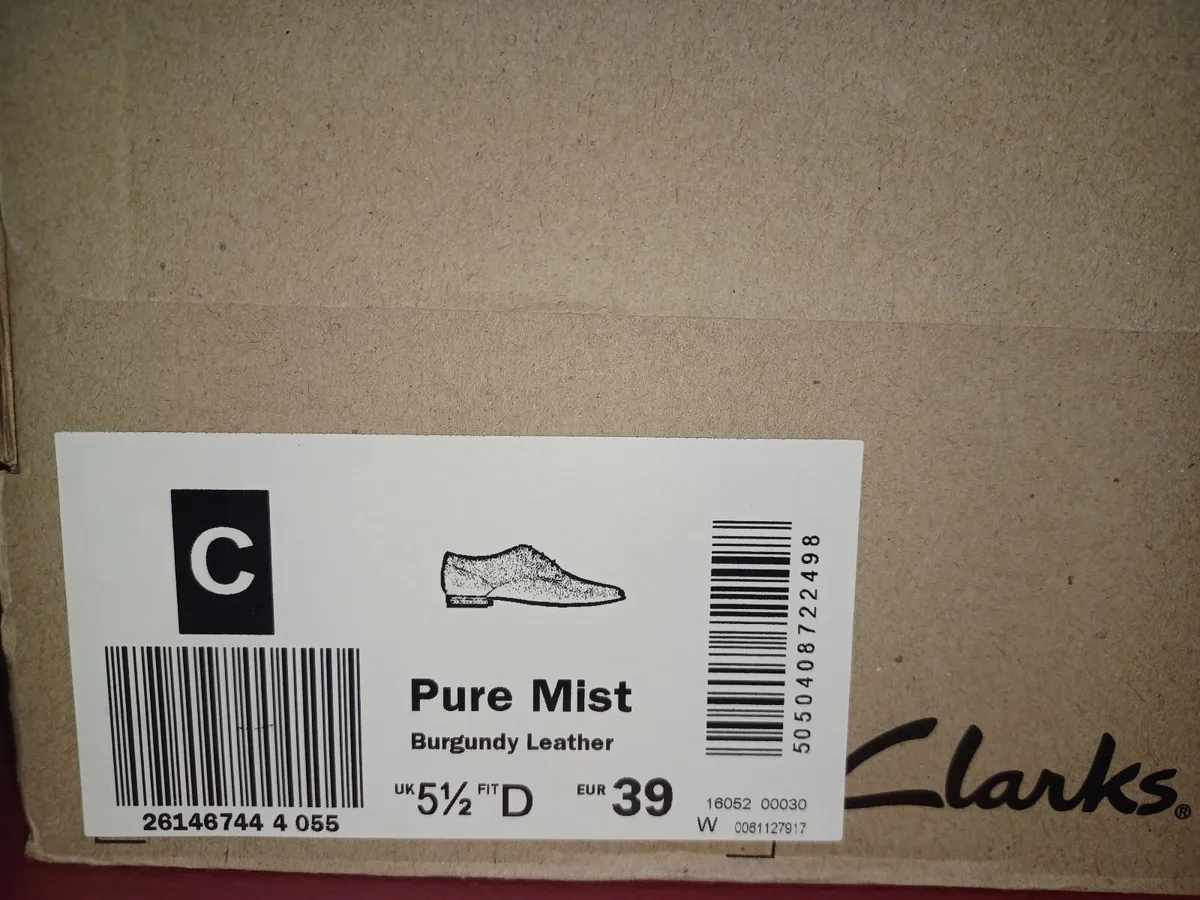 C
26146744 4 055
Pure Mist
Burgundy Leather
UK 5½ FIT D EUR 39
5050408722498
16052 00030
W 0061127917
Clarks®